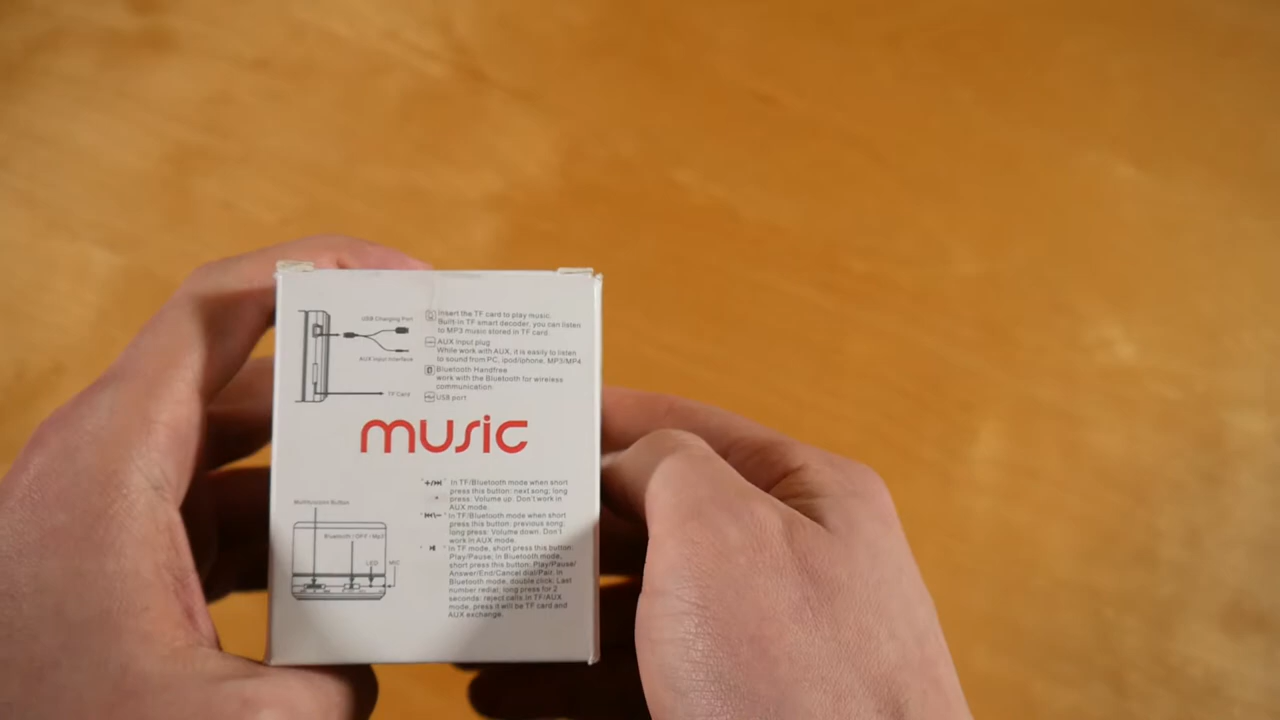 USB Charging Port
AUX Input Interface
TF Card
Insert the TF card to play music.
Built-in TF smart decoder, you can listen
to MP3 music stored in TF card.
AUX Input plug
While work with AUX, it is easily to listen
to sound from PC, ipod/iphone, MP3/MP4
Bluetooth Handfree
work with the Bluetooth for wireless
communication.
USB port
music
Multifunction Button
Bluetooth / OFF / Mp3
LED
MIC
In TF/Bluetooth mode when short
press this button: next song; long
press: Volume up. Don't work in
AUX mode.
In TF/Bluetooth mode when short
press this button: previous song;
long press: Volume down. Don't
work in AUX mode.
In TF mode, short press this button:
Play/Pause; In Bluetooth mode,
short press this button: Play/Pause/
Answer/End/Cancel dial/Pair, in
Bluetooth mode, double click: Last
number redial; long press for 2
seconds: reject calls. in TF/AUX
mode, press it will be TF card and
AUX exchange.